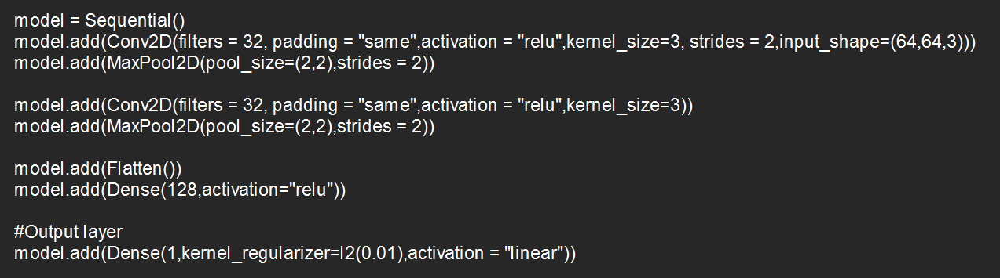 model = Sequential()
model.add(Conv2D(filters = 32, padding = "same",activation = "relu",kernel_size=3, strides = 2,input_shape=(64,64,3)))
model.add(MaxPool2D(pool_size=(2,2),strides = 2))
model.add(Conv2D(filters = 32, padding = "same",activation = "relu",kernel_size=3))
model.add(MaxPool2D(pool_size=(2,2),strides = 2))
model.add(Flatten())
model.add(Dense(128,activation="relu"))
#Output layer
model.add(Dense(1,kernel_regularizer=l2(0.01),activation = "linear"))